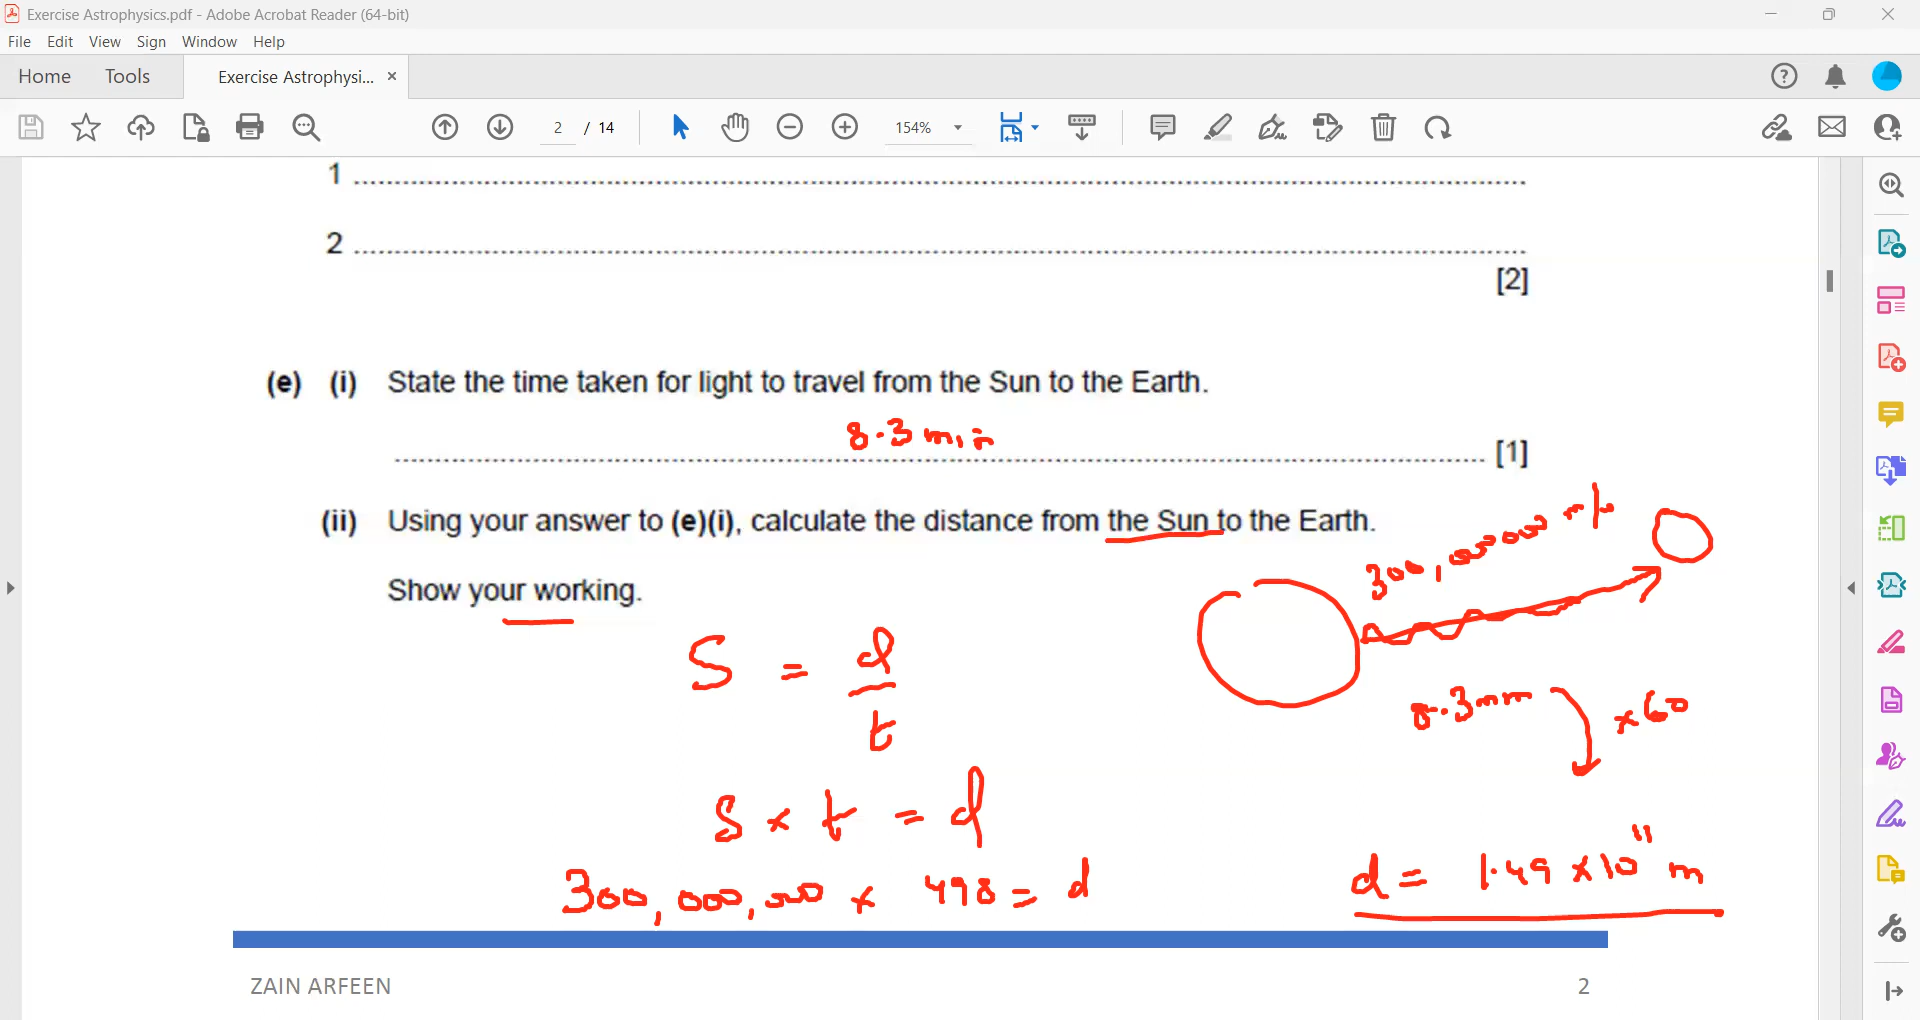 Exercise Astrophysics.pdf - Adobe Acrobat Reader (64-bit)
File Edit View Sign Window Help
Home Tools Exercise Astrophysi... ×
2 / 14 154%
1
2
[2]
(e) (i) State the time taken for light to travel from the Sun to the Earth.
8.3 min
[1]
(ii) Using your answer to (e)(i), calculate the distance from the Sun to the Earth.
300,000000 m/s
Show your working.
S = d/t
8.3 min ×60
S × t = d
300,000,000 × 498 = d
d = 1.49 × 10¹¹ m
ZAIN ARFEEN 2